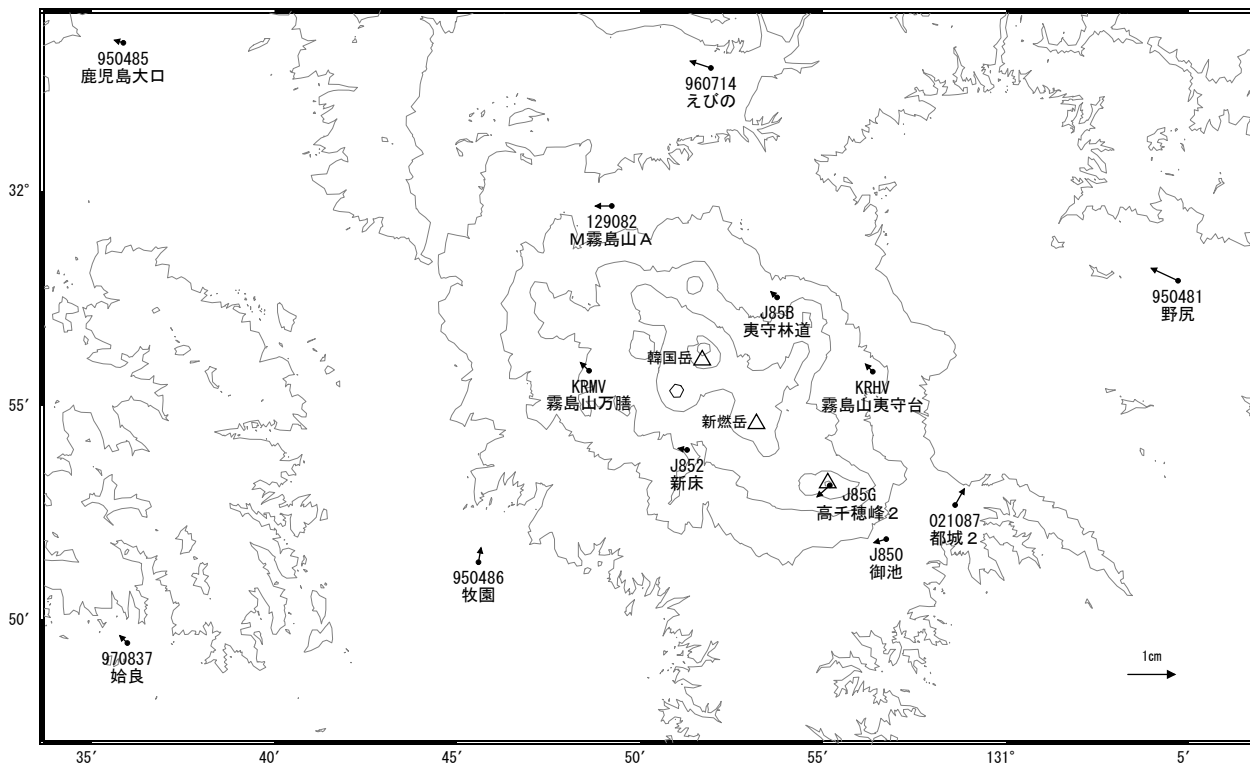 950485
鹿児島大口
960714
えびの
32°
129082
M霧島山A
950481
野尻
J85B
夷守林道
韓国岳
KRMV
霧島山万膳
KRHV
霧島山夷守台
55′
新燃岳
J852
新床
J85G
高千穂峰2
021087
都城2
J850
御池
950486
牧園
50′
970837
姶良
1cm
35′ 40′ 45′ 50′ 55′ 131° 5′